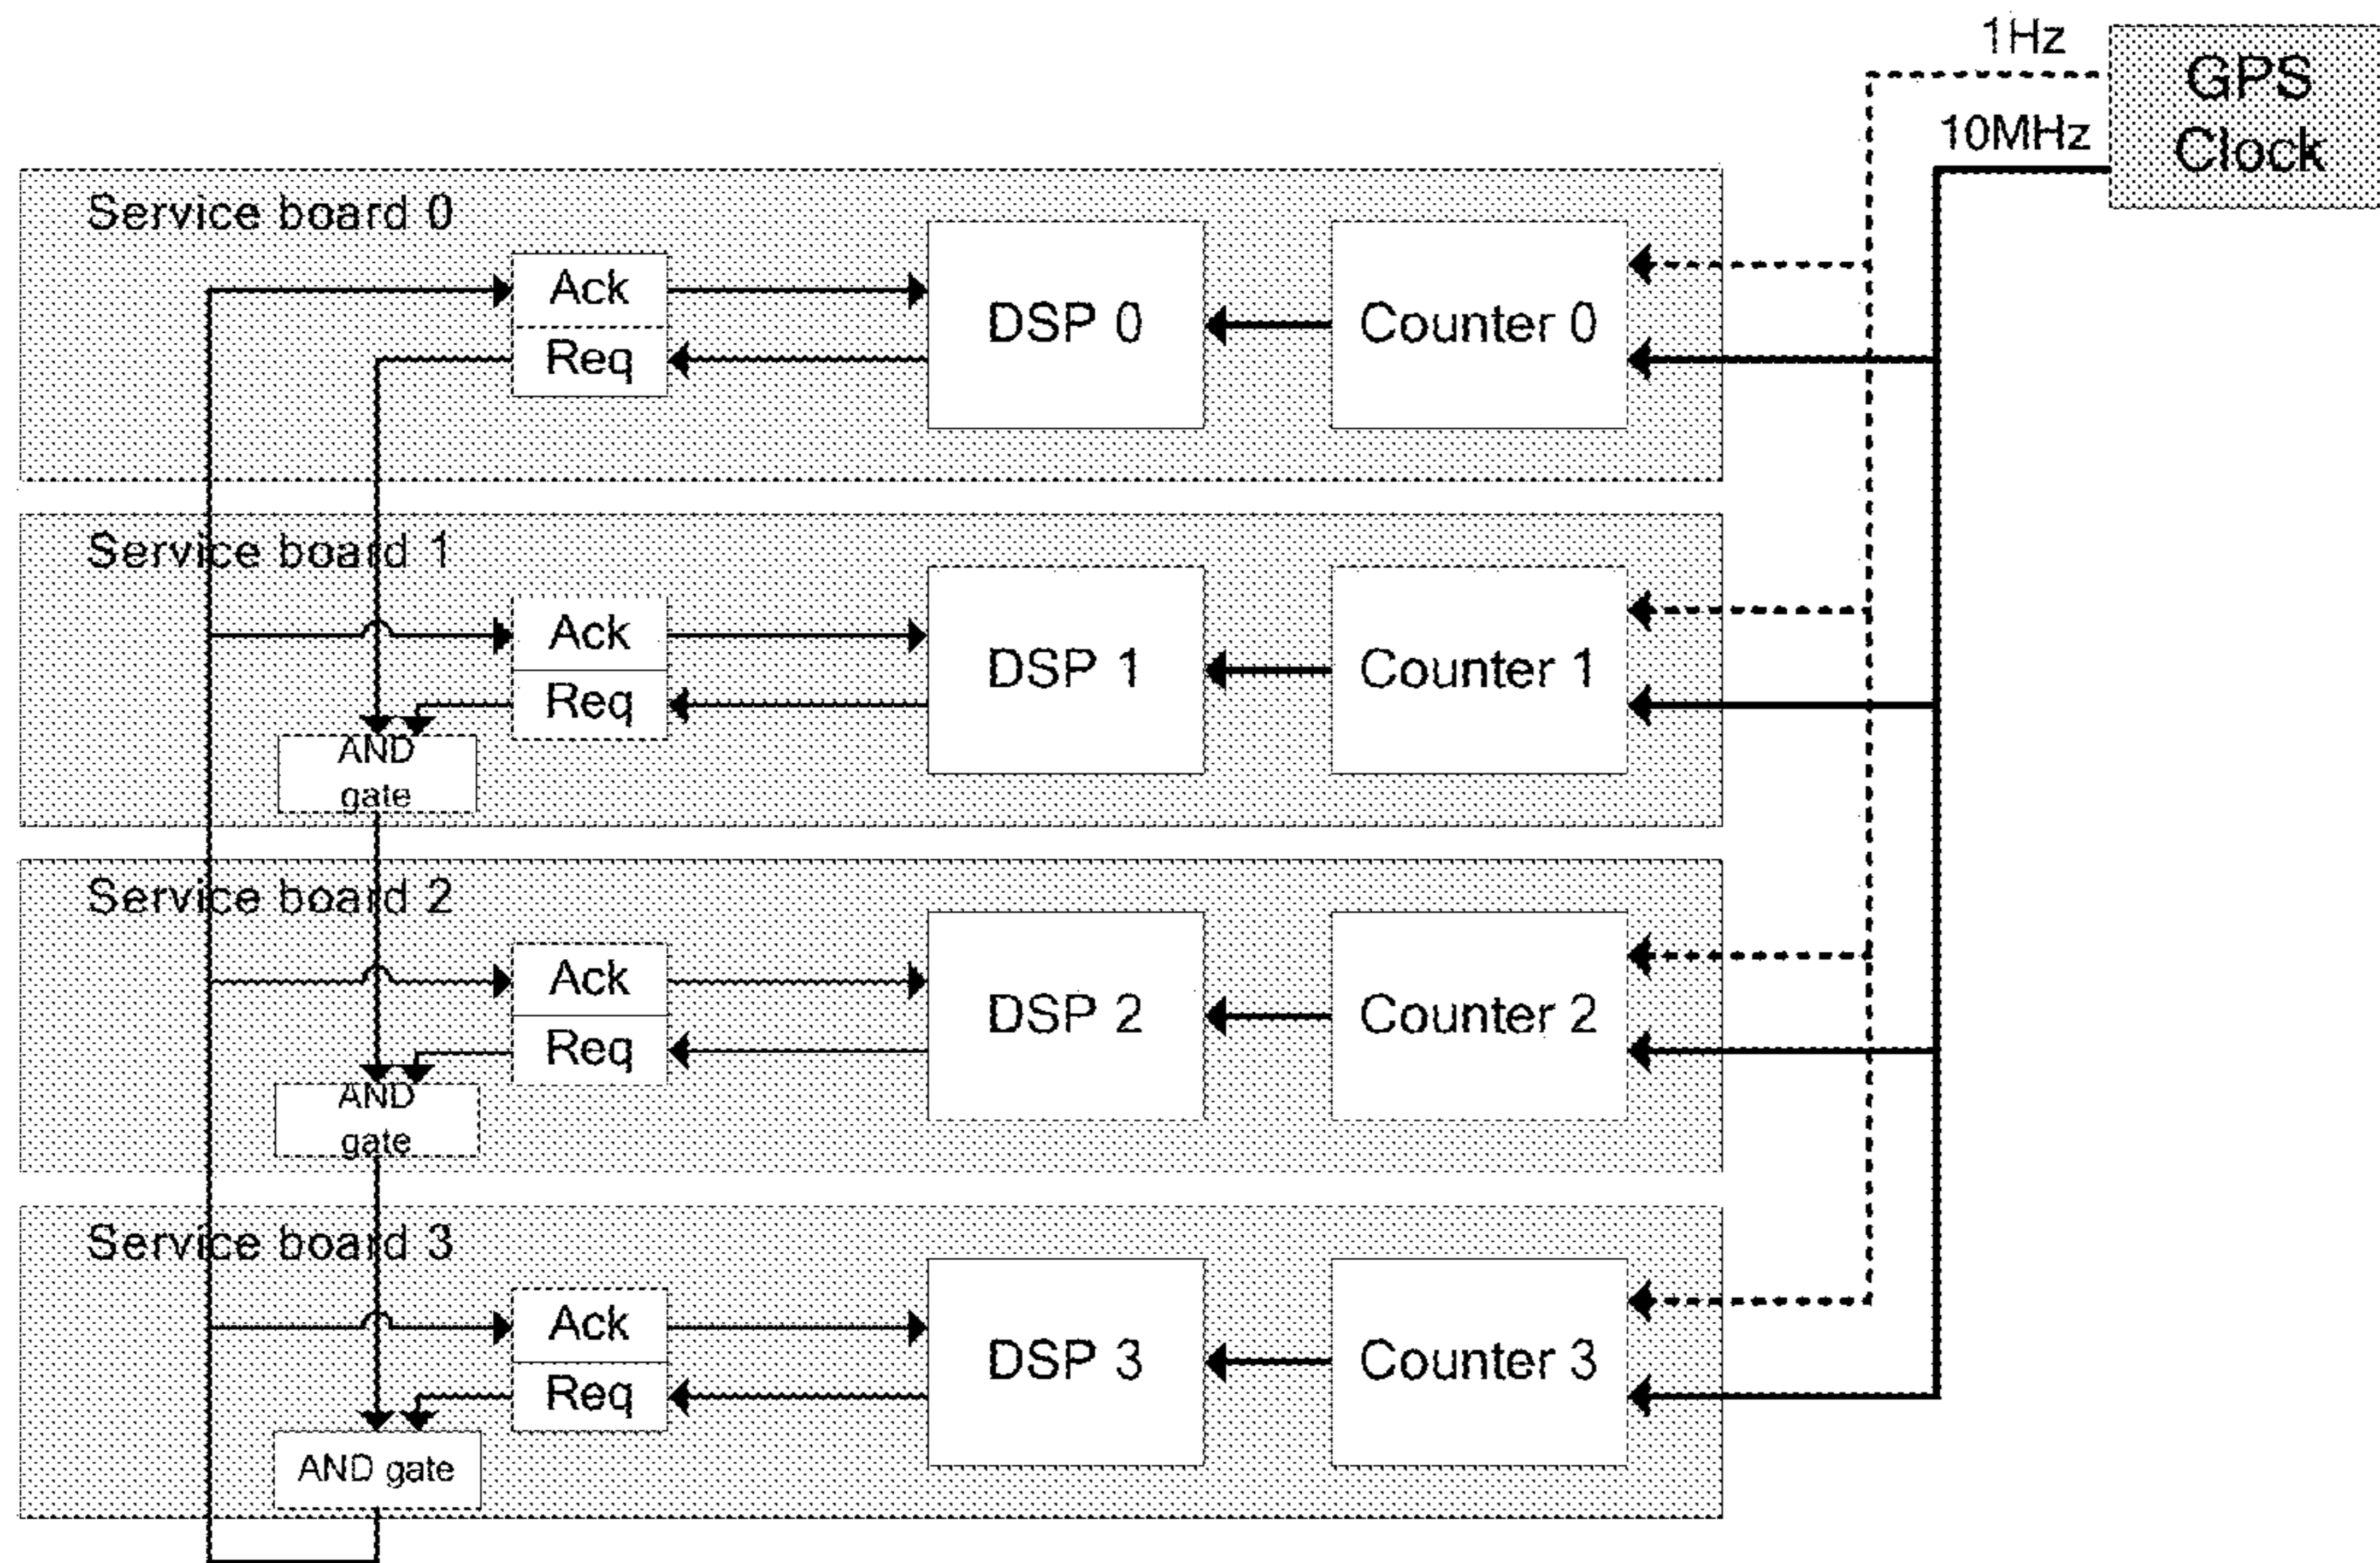 1Hz
GPS
Clock
10MHz
Service board 0
Ack
Req
DSP 0
Counter 0
Service board 1
Ack
Req
DSP 1
Counter 1
AND
gate
Service board 2
Ack
Req
DSP 2
Counter 2
AND
gate
Service board 3
Ack
Req
DSP 3
Counter 3
AND gate